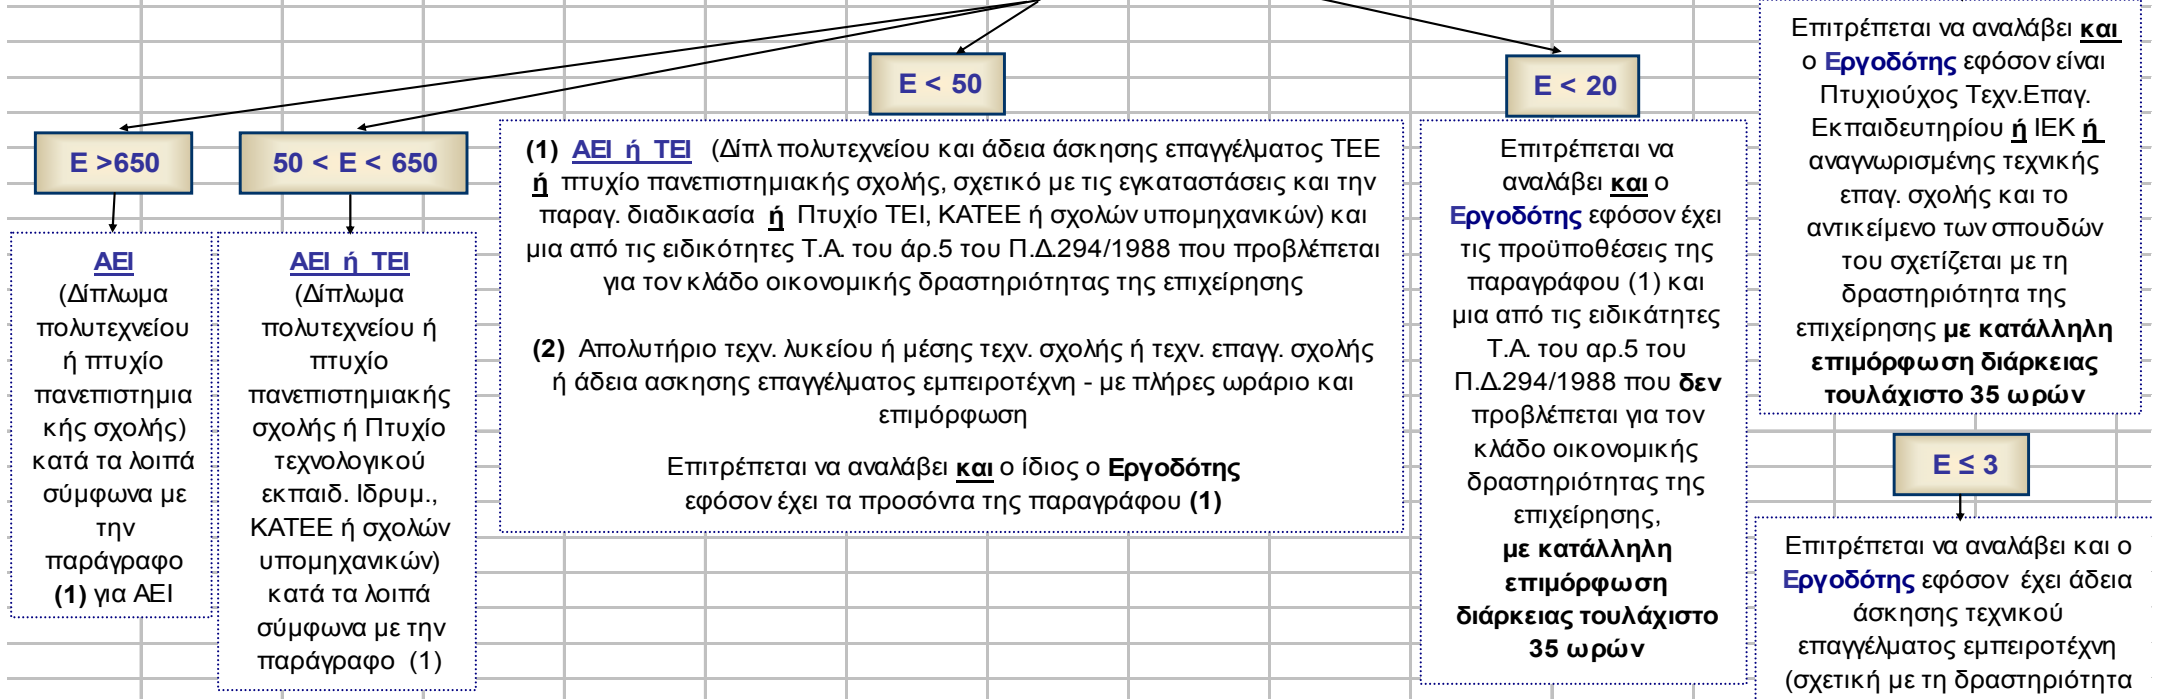 E >650
ΑΕΙ
(Δίπλωμα
πολυτεχνείου
ή πτυχίο
πανεπιστημια
κής σχολής)
κατά τα λοιπά
σύμφωνα με
την
παράγραφο
(1) για ΑΕΙ
50 < E < 650
ΑΕΙ ή ΤΕΙ
(Δίπλωμα
πολυτεχνείου ή
πτυχίο
πανεπιστημιακής
σχολής ή Πτυχίο
τεχνολογικού
εκπαιδ. Ιδρυμ.,
ΚΑΤΕΕ ή σχολών
υπομηχανικών)
κατά τα λοιπά
σύμφωνα με την
παράγραφο (1)
E < 50
(1) ΑΕΙ ή ΤΕΙ (Δίπλ πολυτεχνείου και άδεια άσκησης επαγγέλματος ΤΕΕ
ή πτυχίο πανεπιστημιακής σχολής, σχετικό με τις εγκαταστάσεις και την
παραγ. διαδικασία ή Πτυχίο ΤΕΙ, ΚΑΤΕΕ ή σχολών υπομηχανικών) και
μια από τις ειδικότητες Τ.Α. του άρ.5 του Π.Δ.294/1988 που προβλέπεται
για τον κλάδο οικονομικής δραστηριότητας της επιχείρησης
(2) Απολυτήριο τεχν. λυκείου ή μέσης τεχν. σχολής ή τεχν. επαγγ. σχολής
ή άδεια ασκησης επαγγέλματος εμπειροτέχνη - με πλήρες ωράριο και
επιμόρφωση
Επιτρέπεται να αναλάβει και ο ίδιος ο Εργοδότης
εφόσον έχει τα προσόντα της παραγράφου (1)
E < 20
Επιτρέπεται να
αναλάβει και ο
Εργοδότης εφόσον έχει
τις προϋποθέσεις της
παραγράφου (1) και
μια από τις ειδικάτητες
Τ.Α. του αρ.5 του
Π.Δ.294/1988 που δεν
προβλέπεται για τον
κλάδο οικονομικής
δραστηριότητας της
επιχείρησης,
με κατάλληλη
επιμόρφωση
διάρκειας τουλάχιστο
35 ωρών
Επιτρέπεται να αναλάβει και
ο Εργοδότης εφόσον είναι
Πτυχιούχος Τεχν.Επαγ.
Εκπαιδευτηρίου ή ΙΕΚ ή
αναγνωρισμένης τεχνικής
επαγ. σχολής και το
αντικείμενο των σπουδών
του σχετίζεται με τη
δραστηριότητα της
επιχείρησης με κατάλληλη
επιμόρφωση διάρκειας
τουλάχιστο 35 ωρών
E ≤ 3
Επιτρέπεται να αναλάβει και ο
Εργοδότης εφόσον έχει άδεια
άσκησης τεχνικού
επαγγέλματος εμπειροτέχνη
(σχετική με τη δραστηριότητα